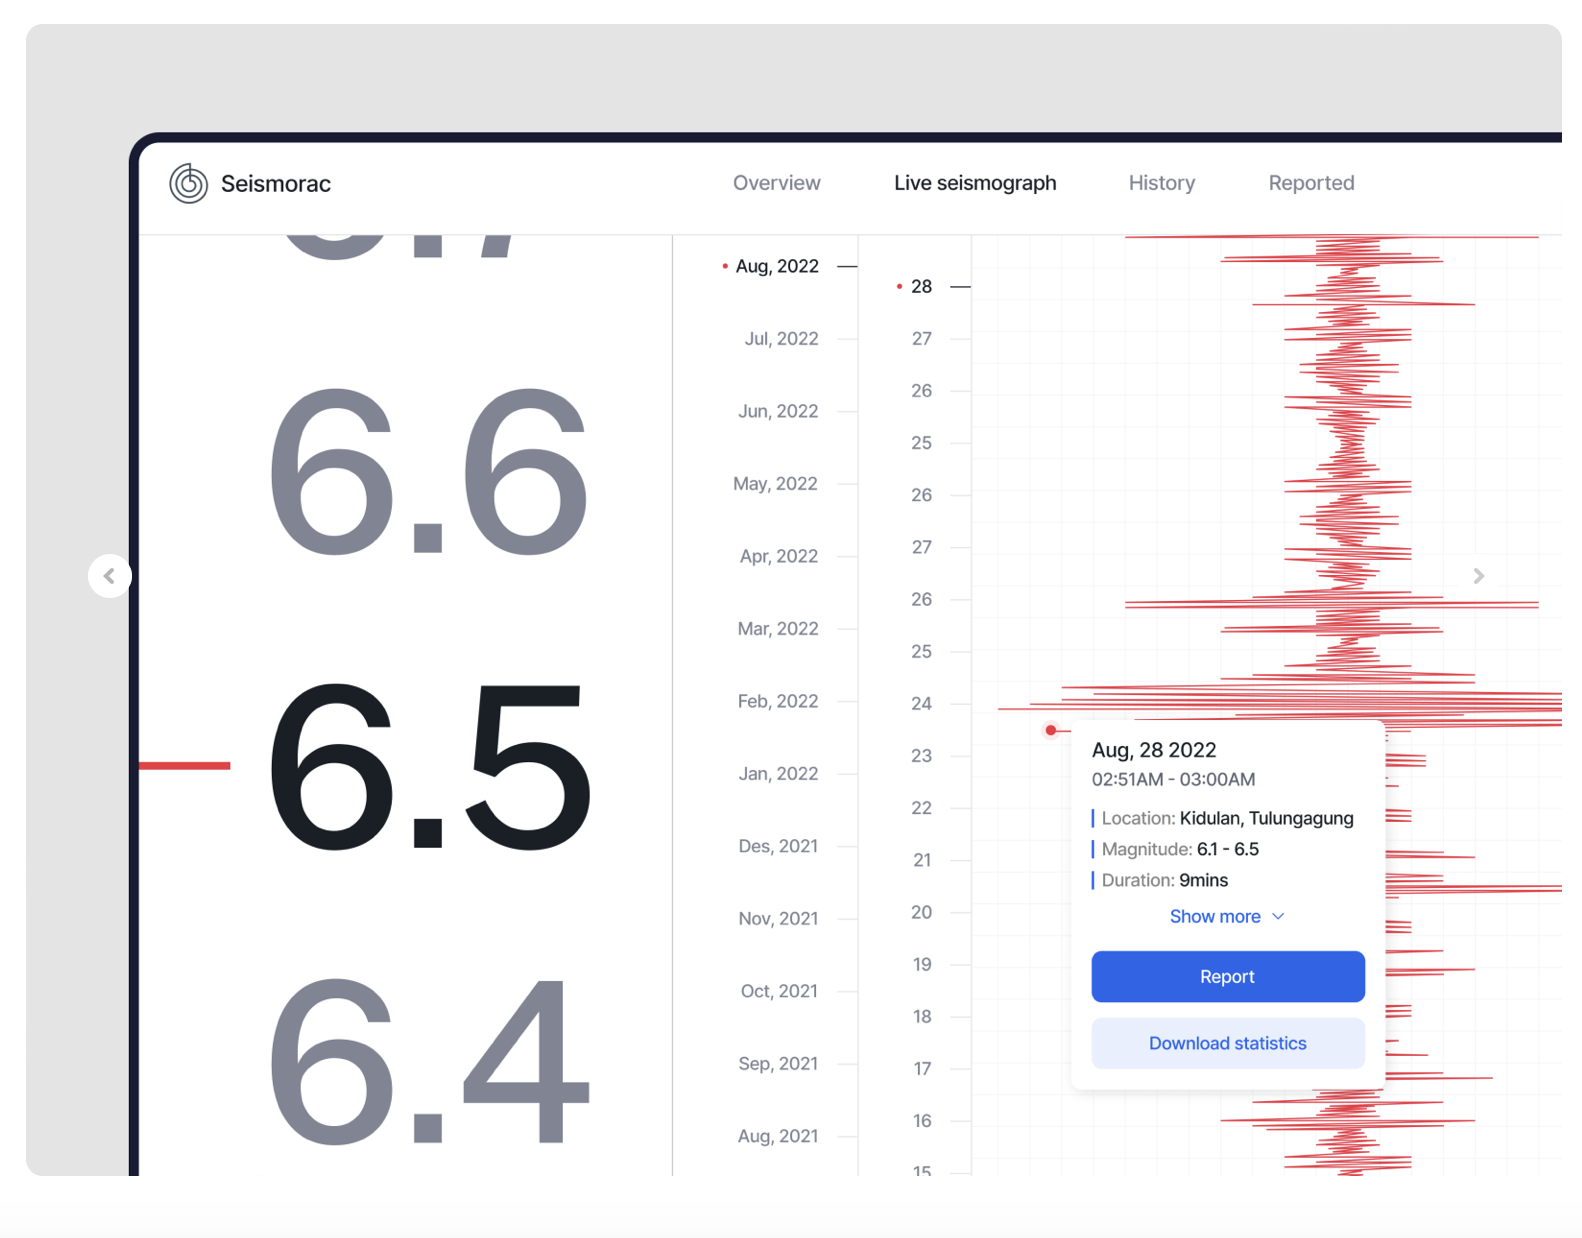 Seismorac
Overview
Live seismograph
History
Reported
6.6
6.5
6.4
Aug, 2022
Jul, 2022
Jun, 2022
May, 2022
Apr, 2022
Mar, 2022
Feb, 2022
Jan, 2022
Des, 2021
Nov, 2021
Oct, 2021
Sep, 2021
Aug, 2021
28
27
26
25
26
27
26
25
24
23
22
21
20
19
18
17
16
15
Aug, 28 2022
02:51AM - 03:00AM
Location: Kidulan, Tulungagung
Magnitude: 6.1 - 6.5
Duration: 9mins
Show more
Report
Download statistics